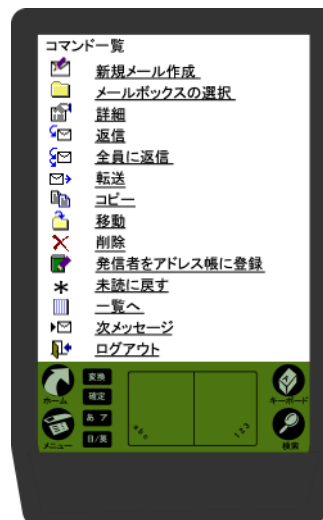 コマンド一覧
新規メール作成
メールボックスの選択
詳細
返信
全員に返信
転送
コピー
移動
削除
発信者をアドレス帳に登録
未読に戻す
一覧へ
次メッセージ
ログアウト
変換
確定
あ ア
日/英
ホーム
メニュー
abc
123
キーボード
検索